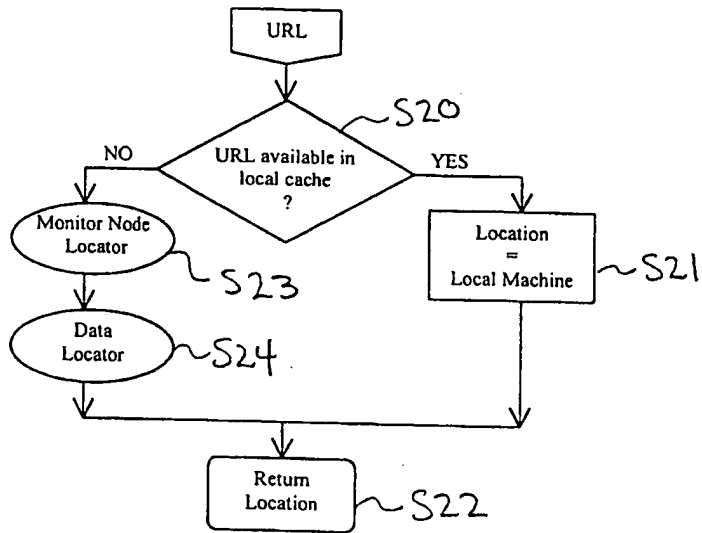 URL
S20
NO
URL available in
local cache
?
YES
Monitor Node
Locator
S23
Location
=
Local Machine
S21
Data
Locator
S24
Return
Location
S22